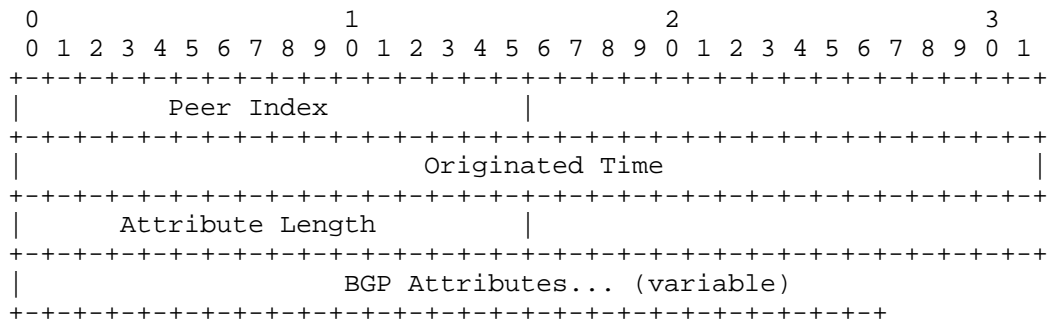 0                   1                   2                   3
 0 1 2 3 4 5 6 7 8 9 0 1 2 3 4 5 6 7 8 9 0 1 2 3 4 5 6 7 8 9 0 1
+-+-+-+-+-+-+-+-+-+-+-+-+-+-+-+-+-+-+-+-+-+-+-+-+-+-+-+-+-+-+-+-+
|         Peer Index            |
+-+-+-+-+-+-+-+-+-+-+-+-+-+-+-+-+-+-+-+-+-+-+-+-+-+-+-+-+-+-+-+-+
|                         Originated Time                       |
+-+-+-+-+-+-+-+-+-+-+-+-+-+-+-+-+-+-+-+-+-+-+-+-+-+-+-+-+-+-+-+-+
|      Attribute Length         |
+-+-+-+-+-+-+-+-+-+-+-+-+-+-+-+-+-+-+-+-+-+-+-+-+-+-+-+-+-+-+-+-+
|                    BGP Attributes... (variable)
+-+-+-+-+-+-+-+-+-+-+-+-+-+-+-+-+-+-+-+-+-+-+-+-+-+-+-+